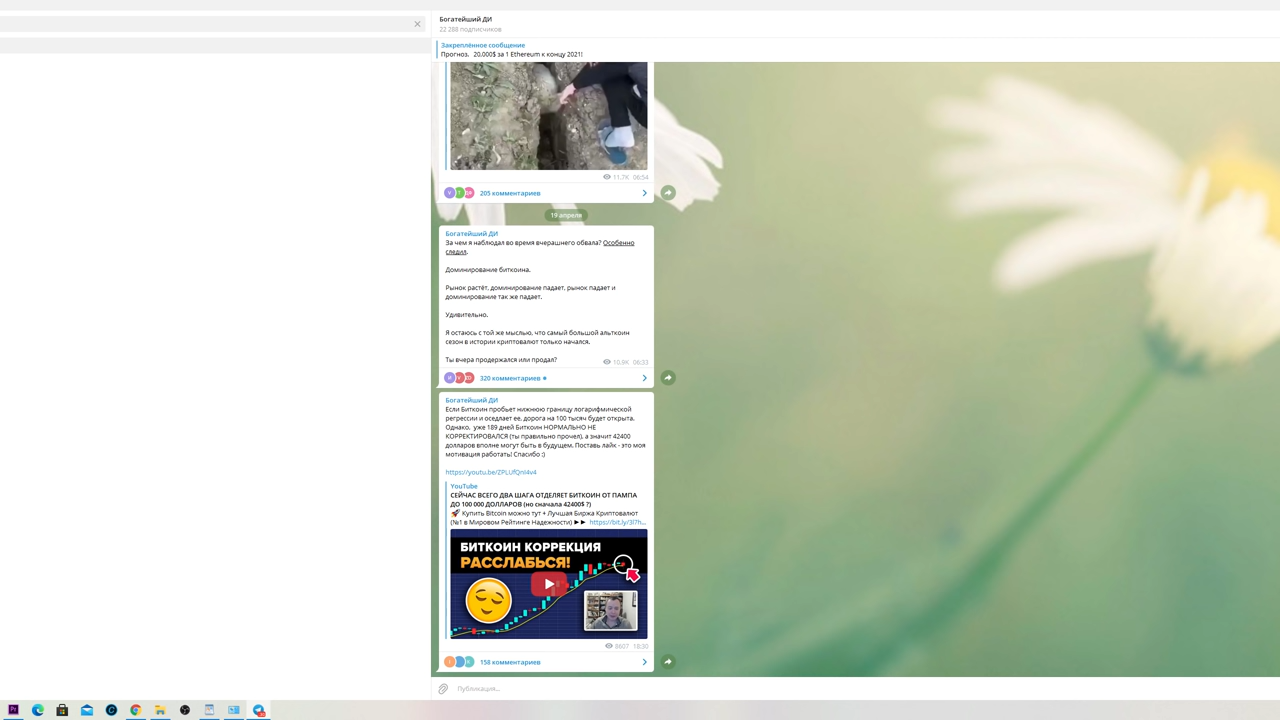 Богатейший ДИ
22 288 подписчиков
Закреплённое сообщение
Прогноз. 20.000$ за 1 Ethereum к концу 2021!
11,7K 06:54
205 комментариев
19 апреля
Богатейший ДИ
За чем я наблюдал во время вчерашнего обвала? Особенно
следил.
Доминирование биткоина.
Рынок растёт, доминирование падает, рынок падает и
доминирование так же падает.
Удивительно.
Я остаюсь с той же мыслью, что самый большой альткоин
сезон в истории криптовалют только начался.
Ты вчера продержался или продал?
10,9K 06:33
320 комментариев
Богатейший ДИ
Если Биткоин пробьет нижнюю границу логарифмической
регрессии и оседлает ее, дорога на 100 тысяч будет открыта.
Однако, уже 189 дней Биткоин НОРМАЛЬНО НЕ
КОРРЕКТИРОВАЛСЯ (ты правильно прочел), а значит 42400
долларов вполне могут быть в будущем. Поставь лайк - это моя
мотивация работать! Спасибо :)
https://youtu.be/ZPLUfQnI4v4
YouTube
СЕЙЧАС ВСЕГО ДВА ШАГА ОТДЕЛЯЕТ БИТКОИН ОТ ПАМПА
ДО 100 000 ДОЛЛАРОВ (но сначала 42400$ ?)
🚀 Купить Bitcoin можно тут + Лучшая Биржа Криптовалют
(№1 в Мировом Рейтинге Надежности) ►► https://bit.ly/3l7h...
БИТКОИН КОРРЕКЦИЯ
РАССЛАБЬСЯ!
8807 18:30
158 комментариев
Публикация...